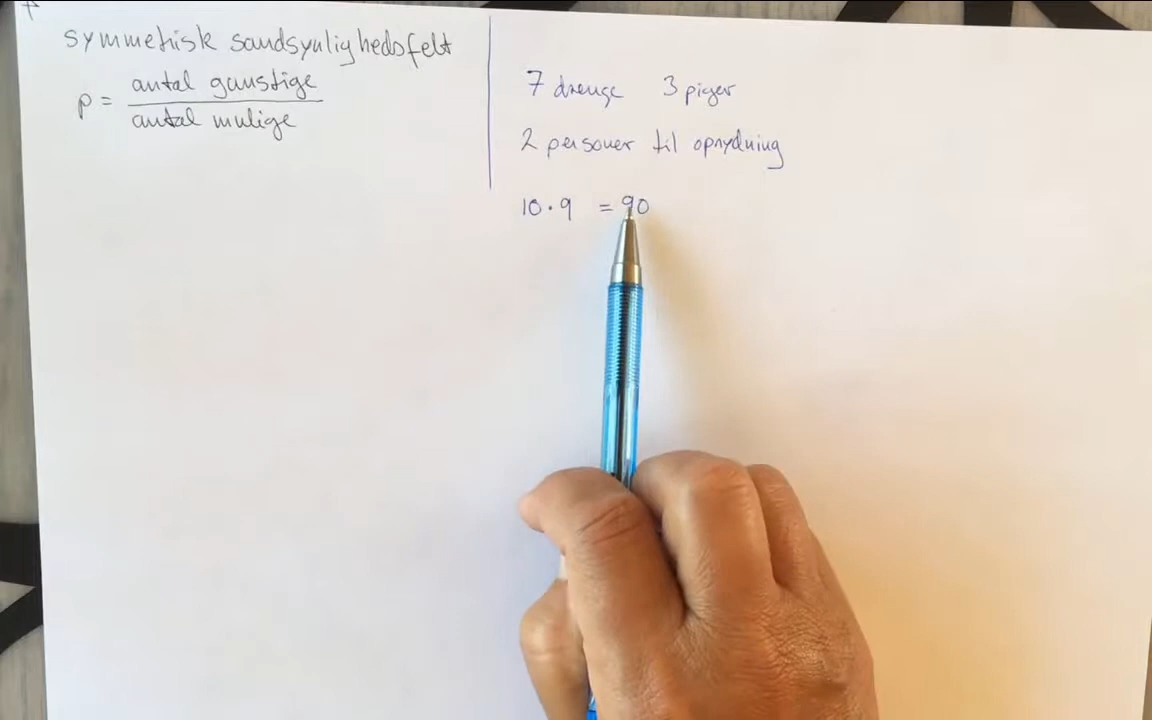 symmetrisk sandsynlighedsfelt
p = antal gunstige / antal mulige
7 drenge 3 piger
2 personer til oprydning
10 · 9 = 90